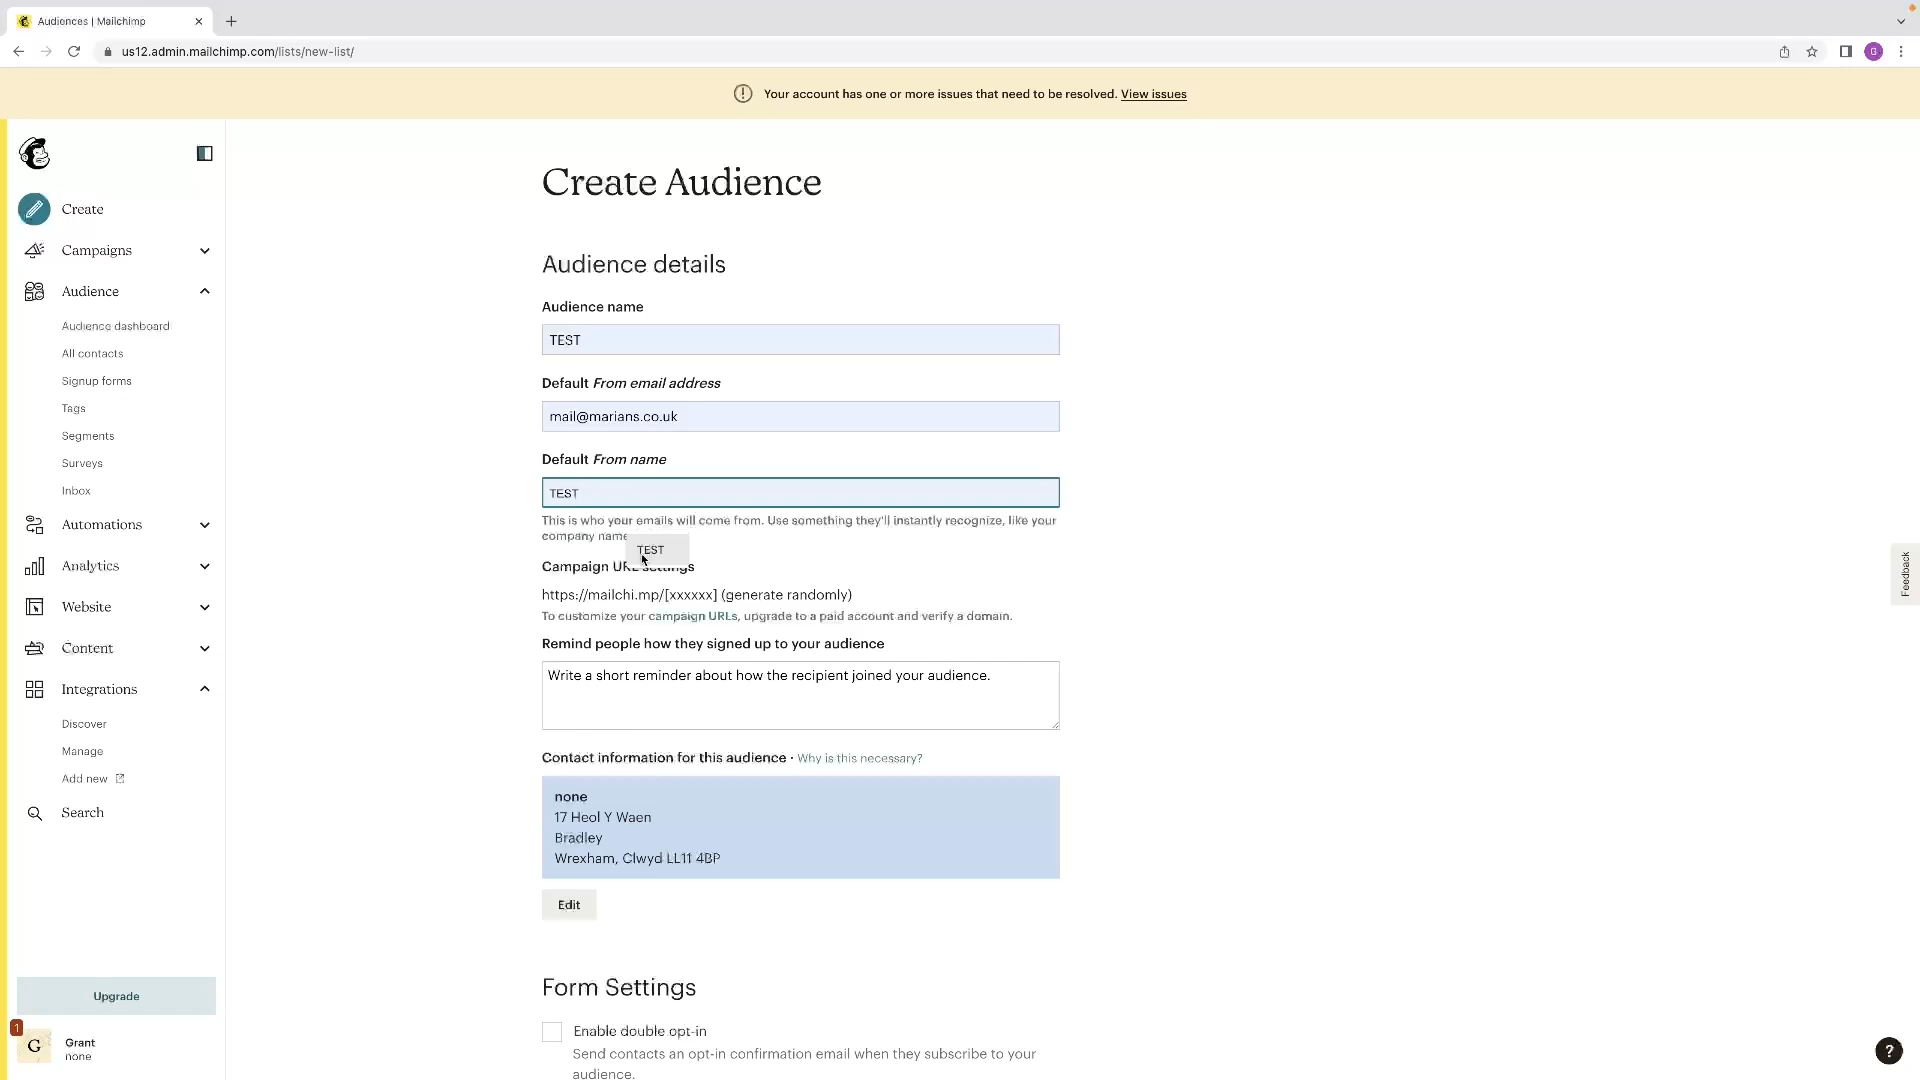 Audiences | Mailchimp
us12.admin.mailchimp.com/lists/new-list/
Your account has one or more issues that need to be resolved. View issues
Create
Campaigns
Audience
Audience dashboard
All contacts
Signup forms
Tags
Segments
Surveys
Inbox
Automations
Analytics
Website
Content
Integrations
Discover
Manage
Add new
Search
Upgrade
1
G
Grant
none
Create Audience
Audience details
Audience name
TEST
Default From email address
mail@marians.co.uk
Default From name
TEST
This is who your emails will come from. Use something they'll instantly recognize, like your
company name
TEST
Campaign URL settings
https://mailchi.mp/[xxxxxx] (generate randomly)
To customize your campaign URLs, upgrade to a paid account and verify a domain.
Remind people how they signed up to your audience
Write a short reminder about how the recipient joined your audience.
Contact information for this audience · Why is this necessary?
none
17 Heol Y Waen
Bradley
Wrexham, Clwyd LL11 4BP
Edit
Form Settings
Enable double opt-in
Send contacts an opt-in confirmation email when they subscribe to your
audience.
Feedback
?
G